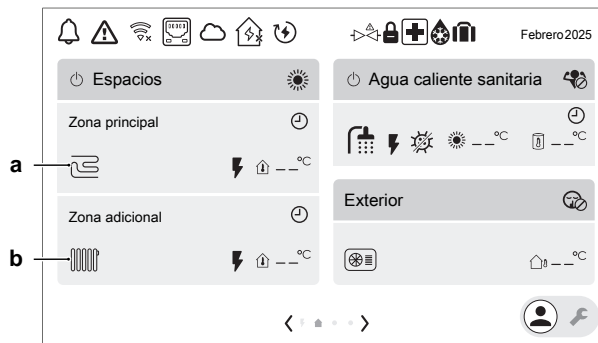 Febrero 2025
Espacios
Agua caliente sanitaria
Zona principal
a
_ _°C
_ _°C
_ _°C
Exterior
Zona adicional
b
_ _°C
_ _°C